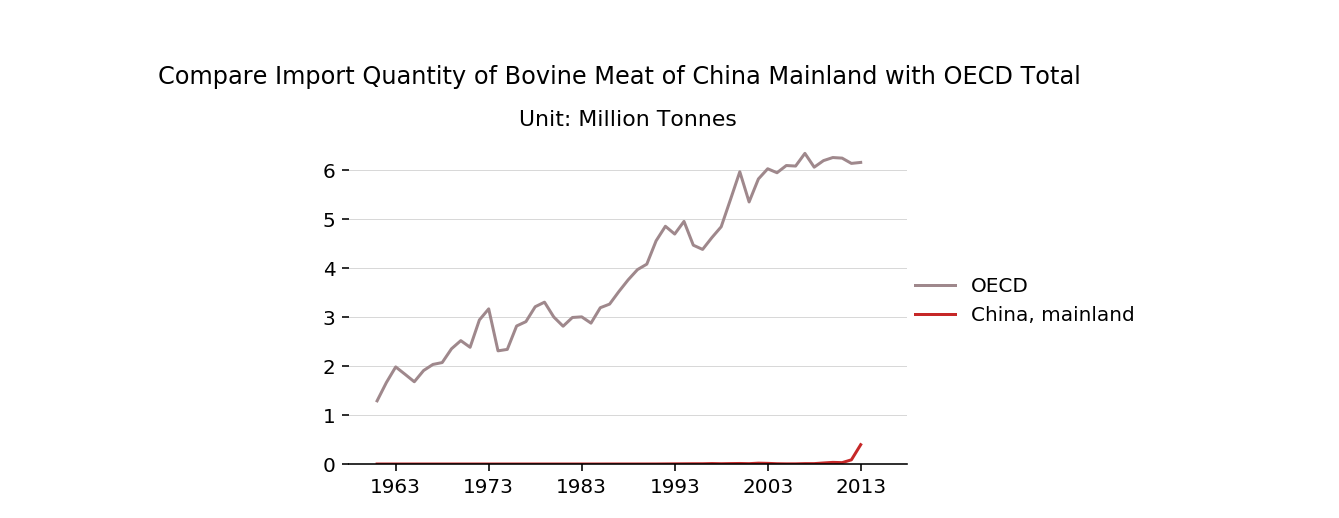 Compare Import Quantity of Bovine Meat of China Mainland with OECD Total
Unit: Million Tonnes
6
5
4
3
2
1
0
1963 1973 1983 1993 2003 2013
OECD
China, mainland